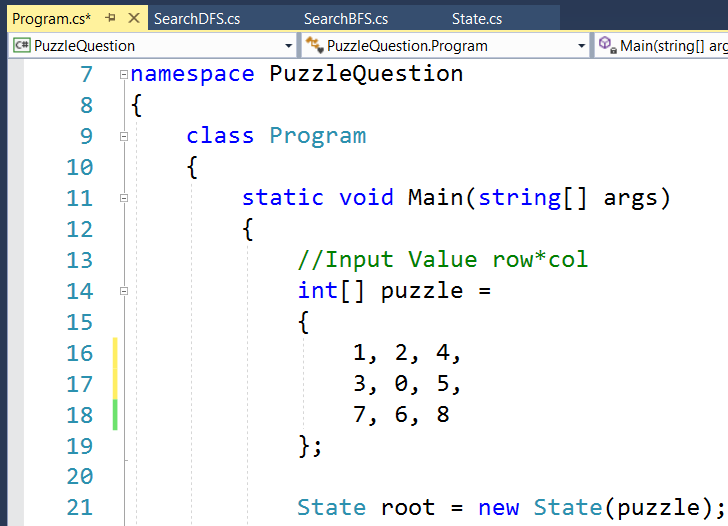 Program.cs* SearchDFS.cs SearchBFS.cs State.cs
C# PuzzleQuestion PuzzleQuestion.Program Main(string[] arg
7 namespace PuzzleQuestion
8 {
9 class Program
10 {
11 static void Main(string[] args)
12 {
13 //Input Value row*col
14 int[] puzzle =
15 {
16 1, 2, 4,
17 3, 0, 5,
18 7, 6, 8
19 };
20
21 State root = new State(puzzle);